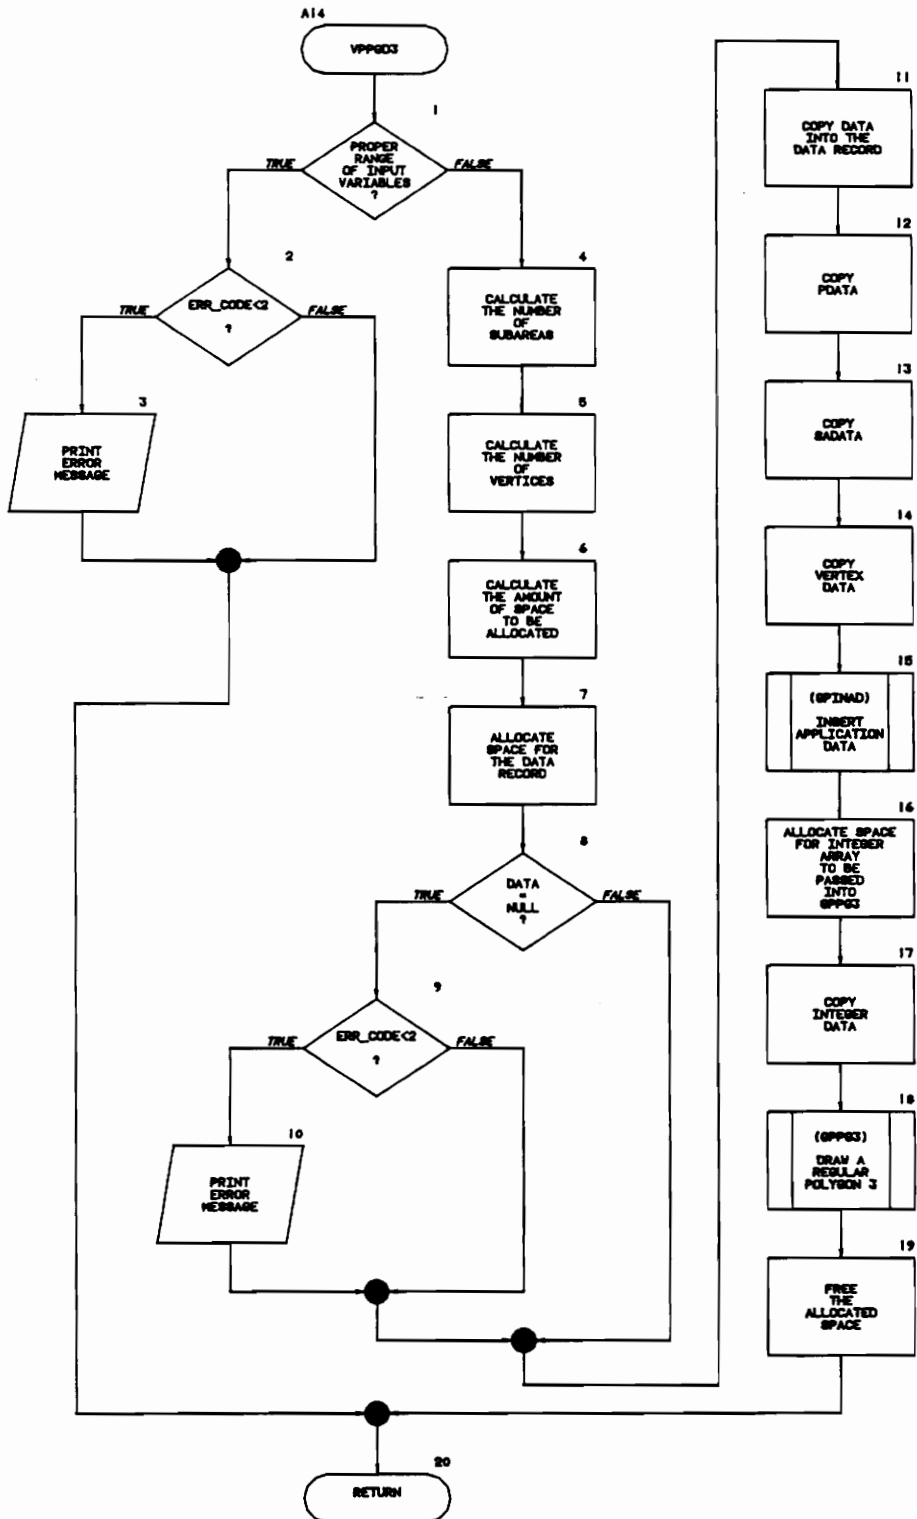 A14
VPPGD3
1
PROPER
RANGE
OF INPUT
VARIABLES
?
TRUE
FALSE
2
ERR_CODE<2
?
TRUE
FALSE
3
PRINT
ERROR
MESSAGE
4
CALCULATE
THE NUMBER
OF
SUBAREAS
5
CALCULATE
THE NUMBER
OF
VERTICES
6
CALCULATE
THE AMOUNT
OF SPACE
TO BE
ALLOCATED
7
ALLOCATE
SPACE FOR
THE DATA
RECORD
8
DATA
=
NULL
?
TRUE
FALSE
9
ERR_CODE<2
?
TRUE
FALSE
10
PRINT
ERROR
MESSAGE
11
COPY DATA
INTO THE
DATA RECORD
12
COPY
PDATA
13
COPY
SADATA
14
COPY
VERTEX
DATA
15
(GPINAD)
INSERT
APPLICATION
DATA
16
ALLOCATE SPACE
FOR INTEGER
ARRAY
TO BE
PASSED
INTO
GPPG3
17
COPY
INTEGER
DATA
18
(GPPG3)
DRAW A
REGULAR
POLYGON 3
19
FREE
THE
ALLOCATED
SPACE
20
RETURN